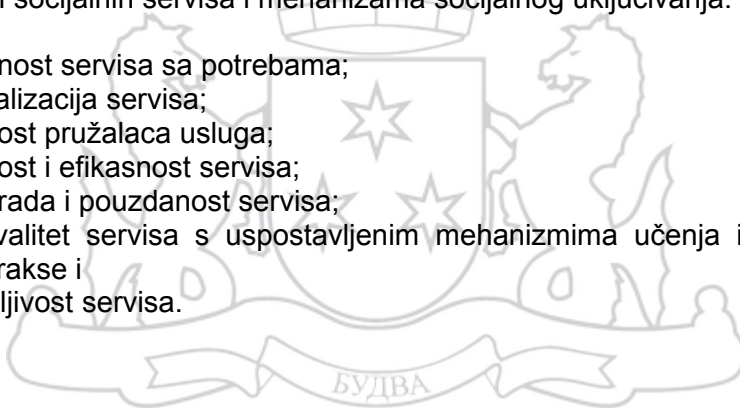 i socijalnih servisa i mehanizama socijalnog uključivanja:
nost servisa sa potrebama;
alizacija servisa;
ost pružalaca usluga;
ost i efikasnost servisa;
rada i pouzdanost servisa;
valitet servisa s uspostavljenim mehanizmima učenja i
rakse i
ljivost servisa.
БУДВА